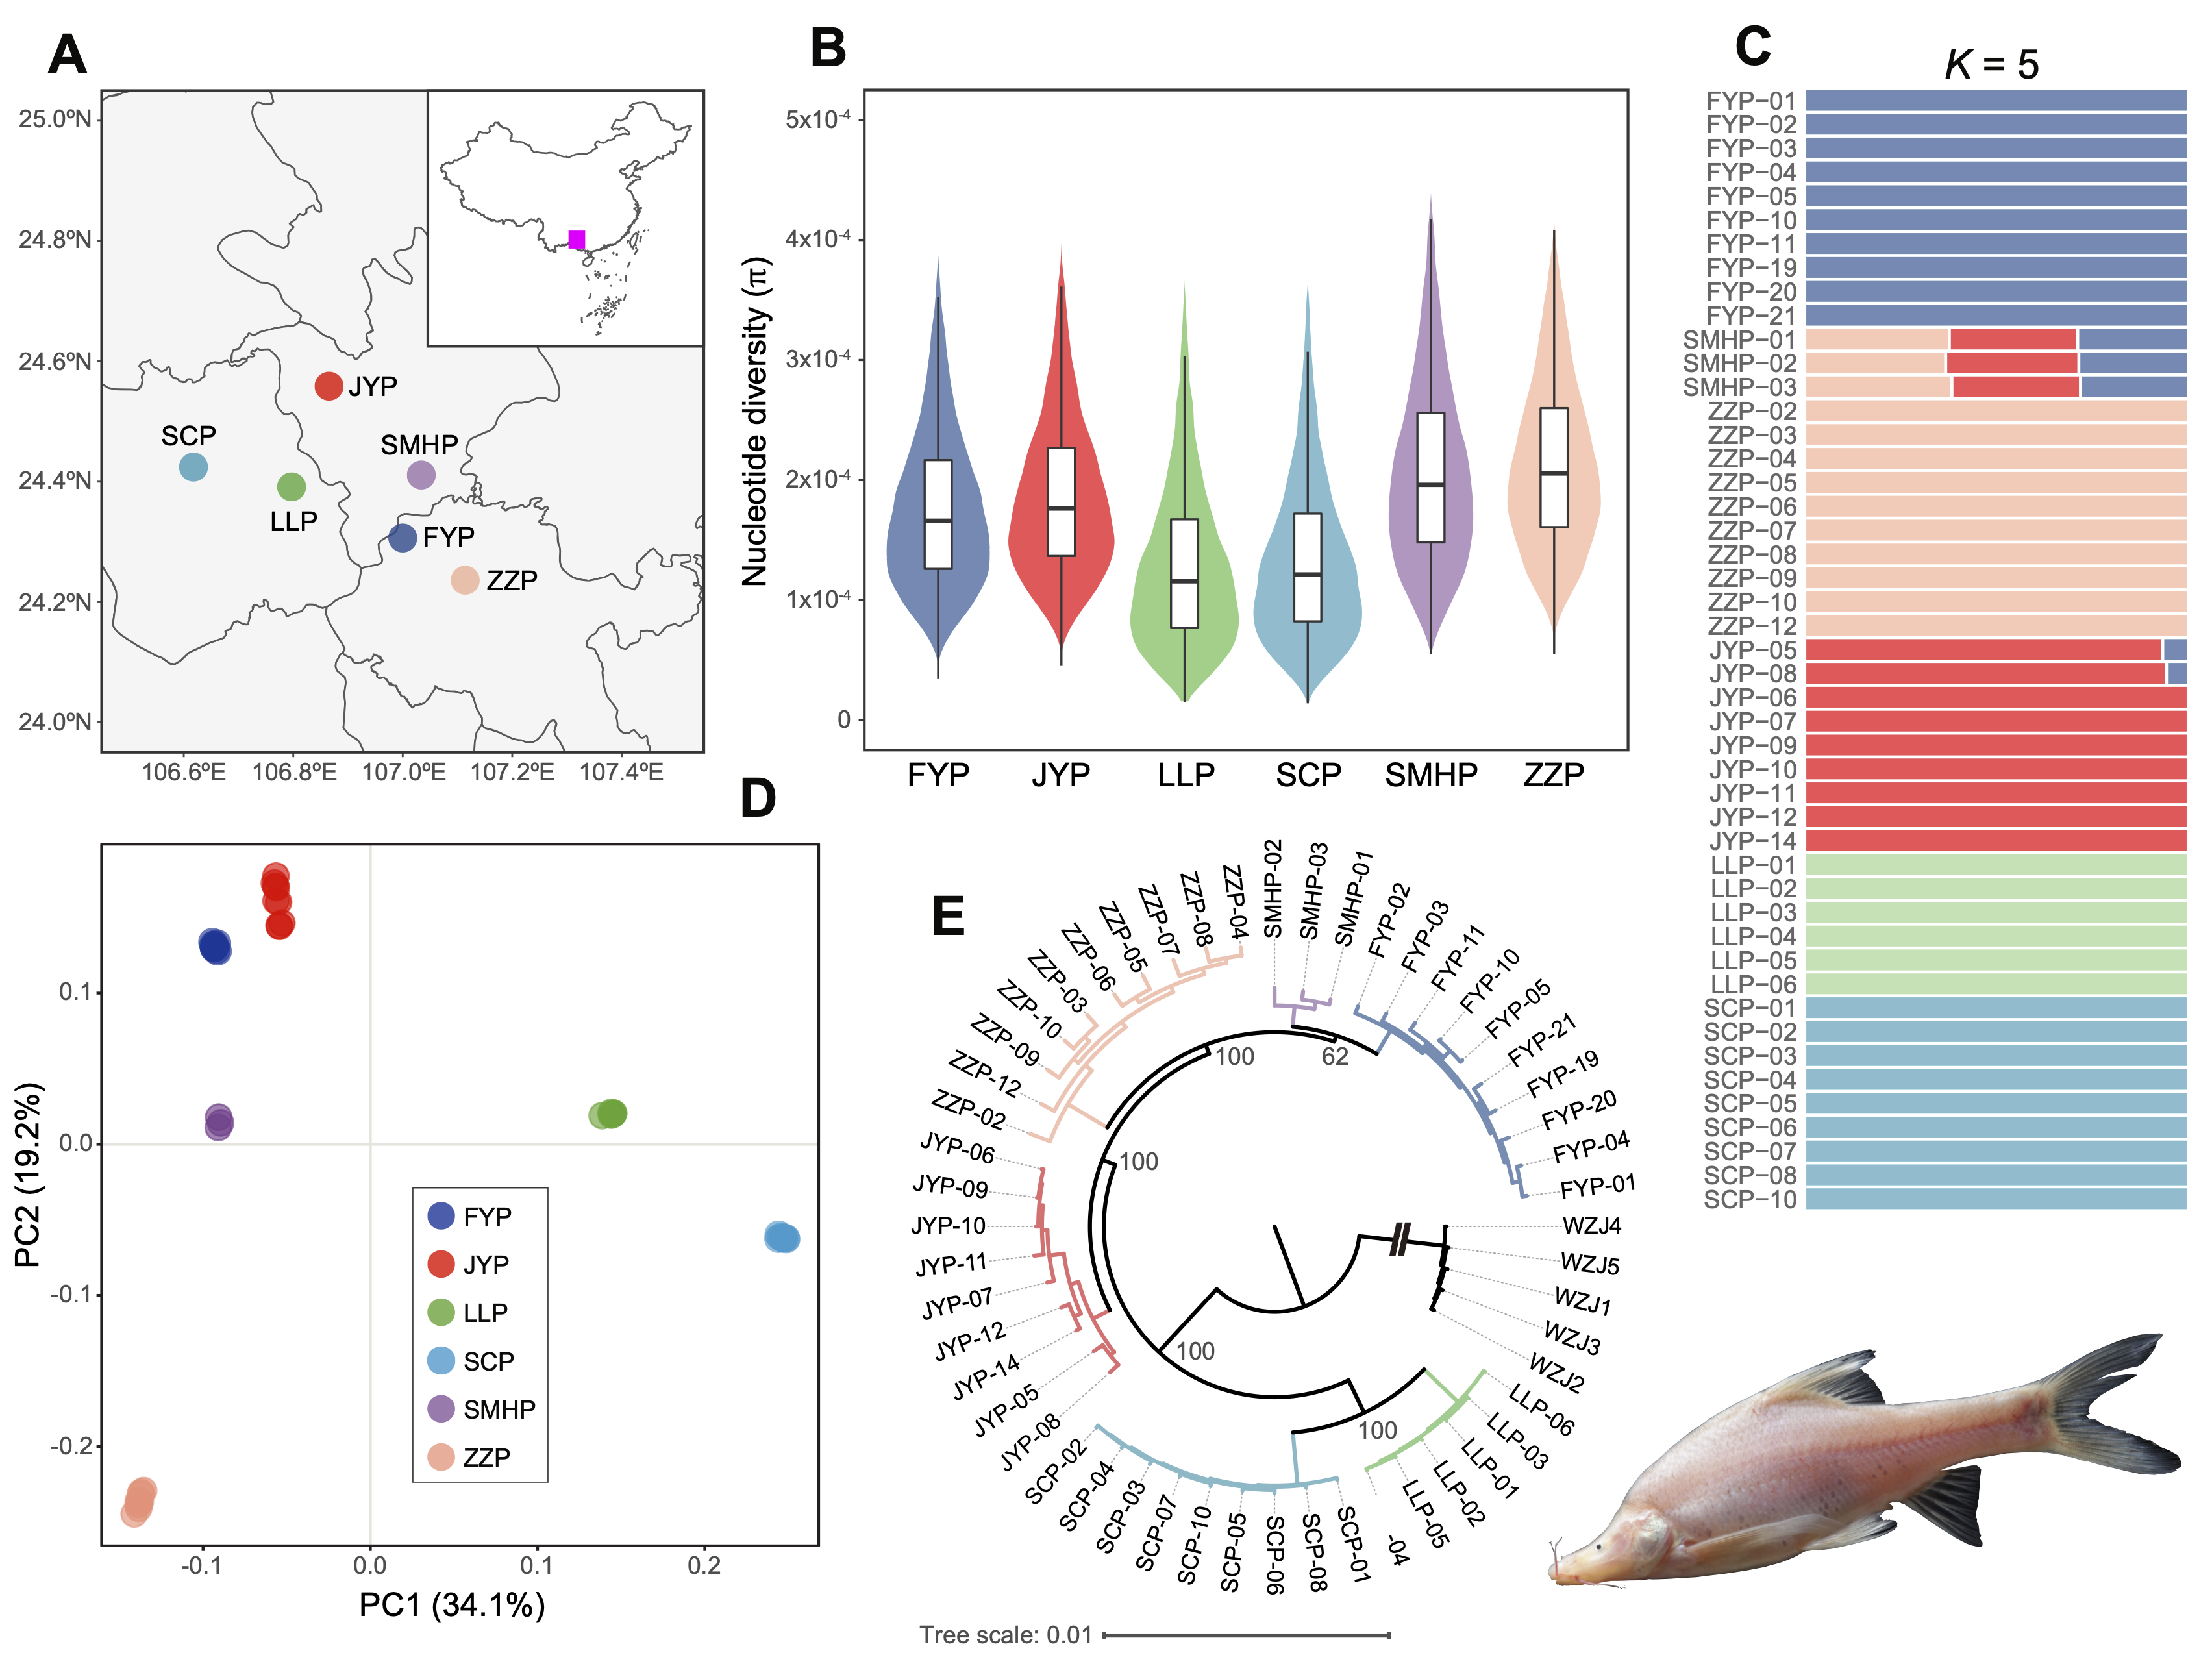 A
25.0ºN
24.8ºN
24.6ºN
24.4ºN
24.2ºN
24.0ºN
106.6ºE
106.8ºE
107.0ºE
107.2ºE
107.4ºE
JYP
SCP
SMHP
LLP
FYP
ZZP
B
Nucleotide diversity (π)
5x10-4
4x10-4
3x10-4
2x10-4
1x10-4
0
FYP
JYP
LLP
SCP
SMHP
ZZP
C
K = 5
FYP−01
FYP−02
FYP−03
FYP−04
FYP−05
FYP−10
FYP−11
FYP−19
FYP−20
FYP−21
SMHP−01
SMHP−02
SMHP−03
ZZP−02
ZZP−03
ZZP−04
ZZP−05
ZZP−06
ZZP−07
ZZP−08
ZZP−09
ZZP−10
ZZP−12
JYP−05
JYP−08
JYP−06
JYP−07
JYP−09
JYP−10
JYP−11
JYP−12
JYP−14
LLP−01
LLP−02
LLP−03
LLP−04
LLP−05
LLP−06
SCP−01
SCP−02
SCP−03
SCP−04
SCP−05
SCP−06
SCP−07
SCP−08
SCP−10
D
PC2 (19.2%)
0.1
0.0
-0.1
-0.2
-0.1
0.0
0.1
0.2
PC1 (34.1%)
FYP
JYP
LLP
SCP
SMHP
ZZP
E
SMHP-02
SMHP-03
SMHP-01
FYP-02
FYP-03
FYP-11
FYP-10
FYP-05
FYP-21
FYP-19
FYP-20
FYP-04
FYP-01
WZJ4
WZJ5
WZJ1
WZJ3
WZJ2
LLP-06
LLP-03
LLP-01
LLP-02
LLP-05
-04
SCP-01
SCP-08
SCP-06
SCP-05
SCP-10
SCP-07
SCP-03
SCP-04
SCP-02
JYP-08
JYP-05
JYP-14
JYP-12
JYP-07
JYP-11
JYP-10
JYP-09
JYP-06
ZZP-02
ZZP-12
ZZP-09
ZZP-10
ZZP-03
ZZP-06
ZZP-05
ZZP-07
ZZP-08
ZZP-04
100
62
100
100
100
Tree scale: 0.01